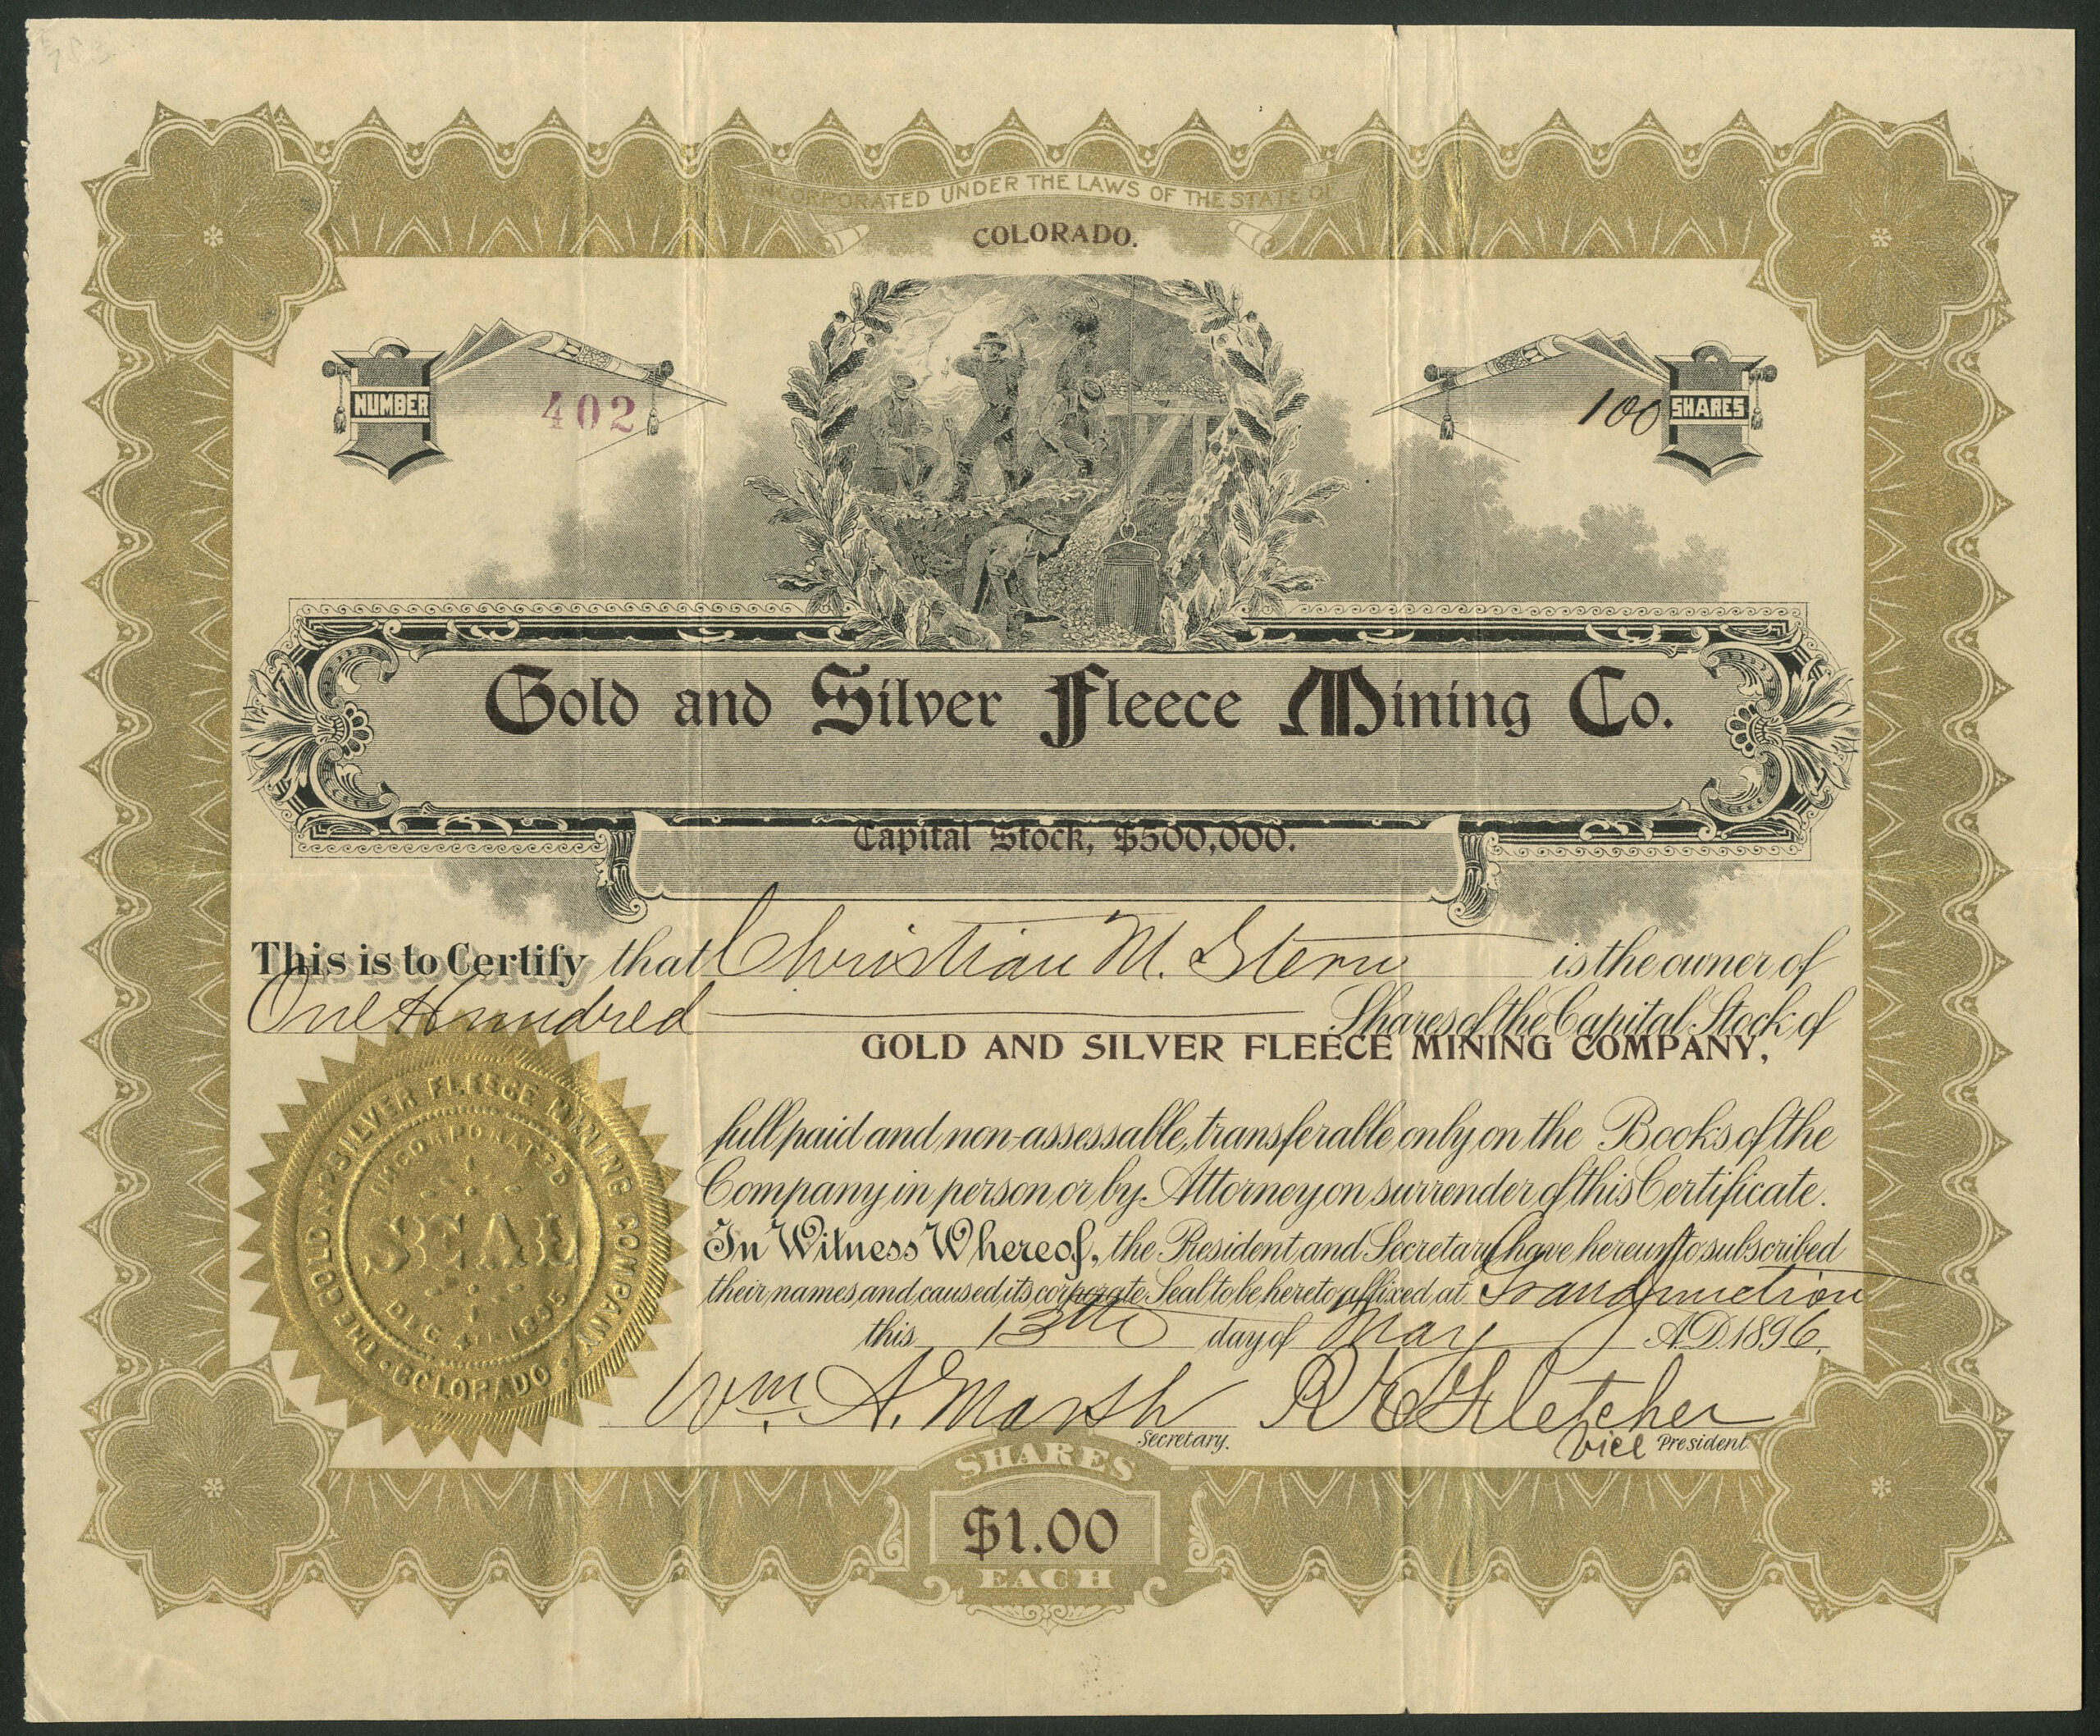 INCORPORATED UNDER THE LAWS OF THE STATE OF
COLORADO.
NUMBER 402
100 SHARES
Gold and Silver Fleece Mining Co.
Capital Stock, $500,000.
This is to Certify that Christian M. Stern is the owner of
One Hundred Shares of the Capital Stock of
GOLD AND SILVER FLEECE MINING COMPANY,
full paid and non-assessable, transferable only on the Books of the
Company in person or by Attorney on surrender of this Certificate.
In Witness Whereof, the President and Secretary have hereunto subscribed
their names and caused its corporate Seal to be hereto affixed at Grand Junction
this 13th day of May A.D. 1896.
Wm. A. Marsh Secretary.
R E Fletcher Vice President
SILVER FLEECE MINING COMPANY
INCORPORATED
SEAL
DEC 1895
COLORADO
SHARES
$1.00
EACH